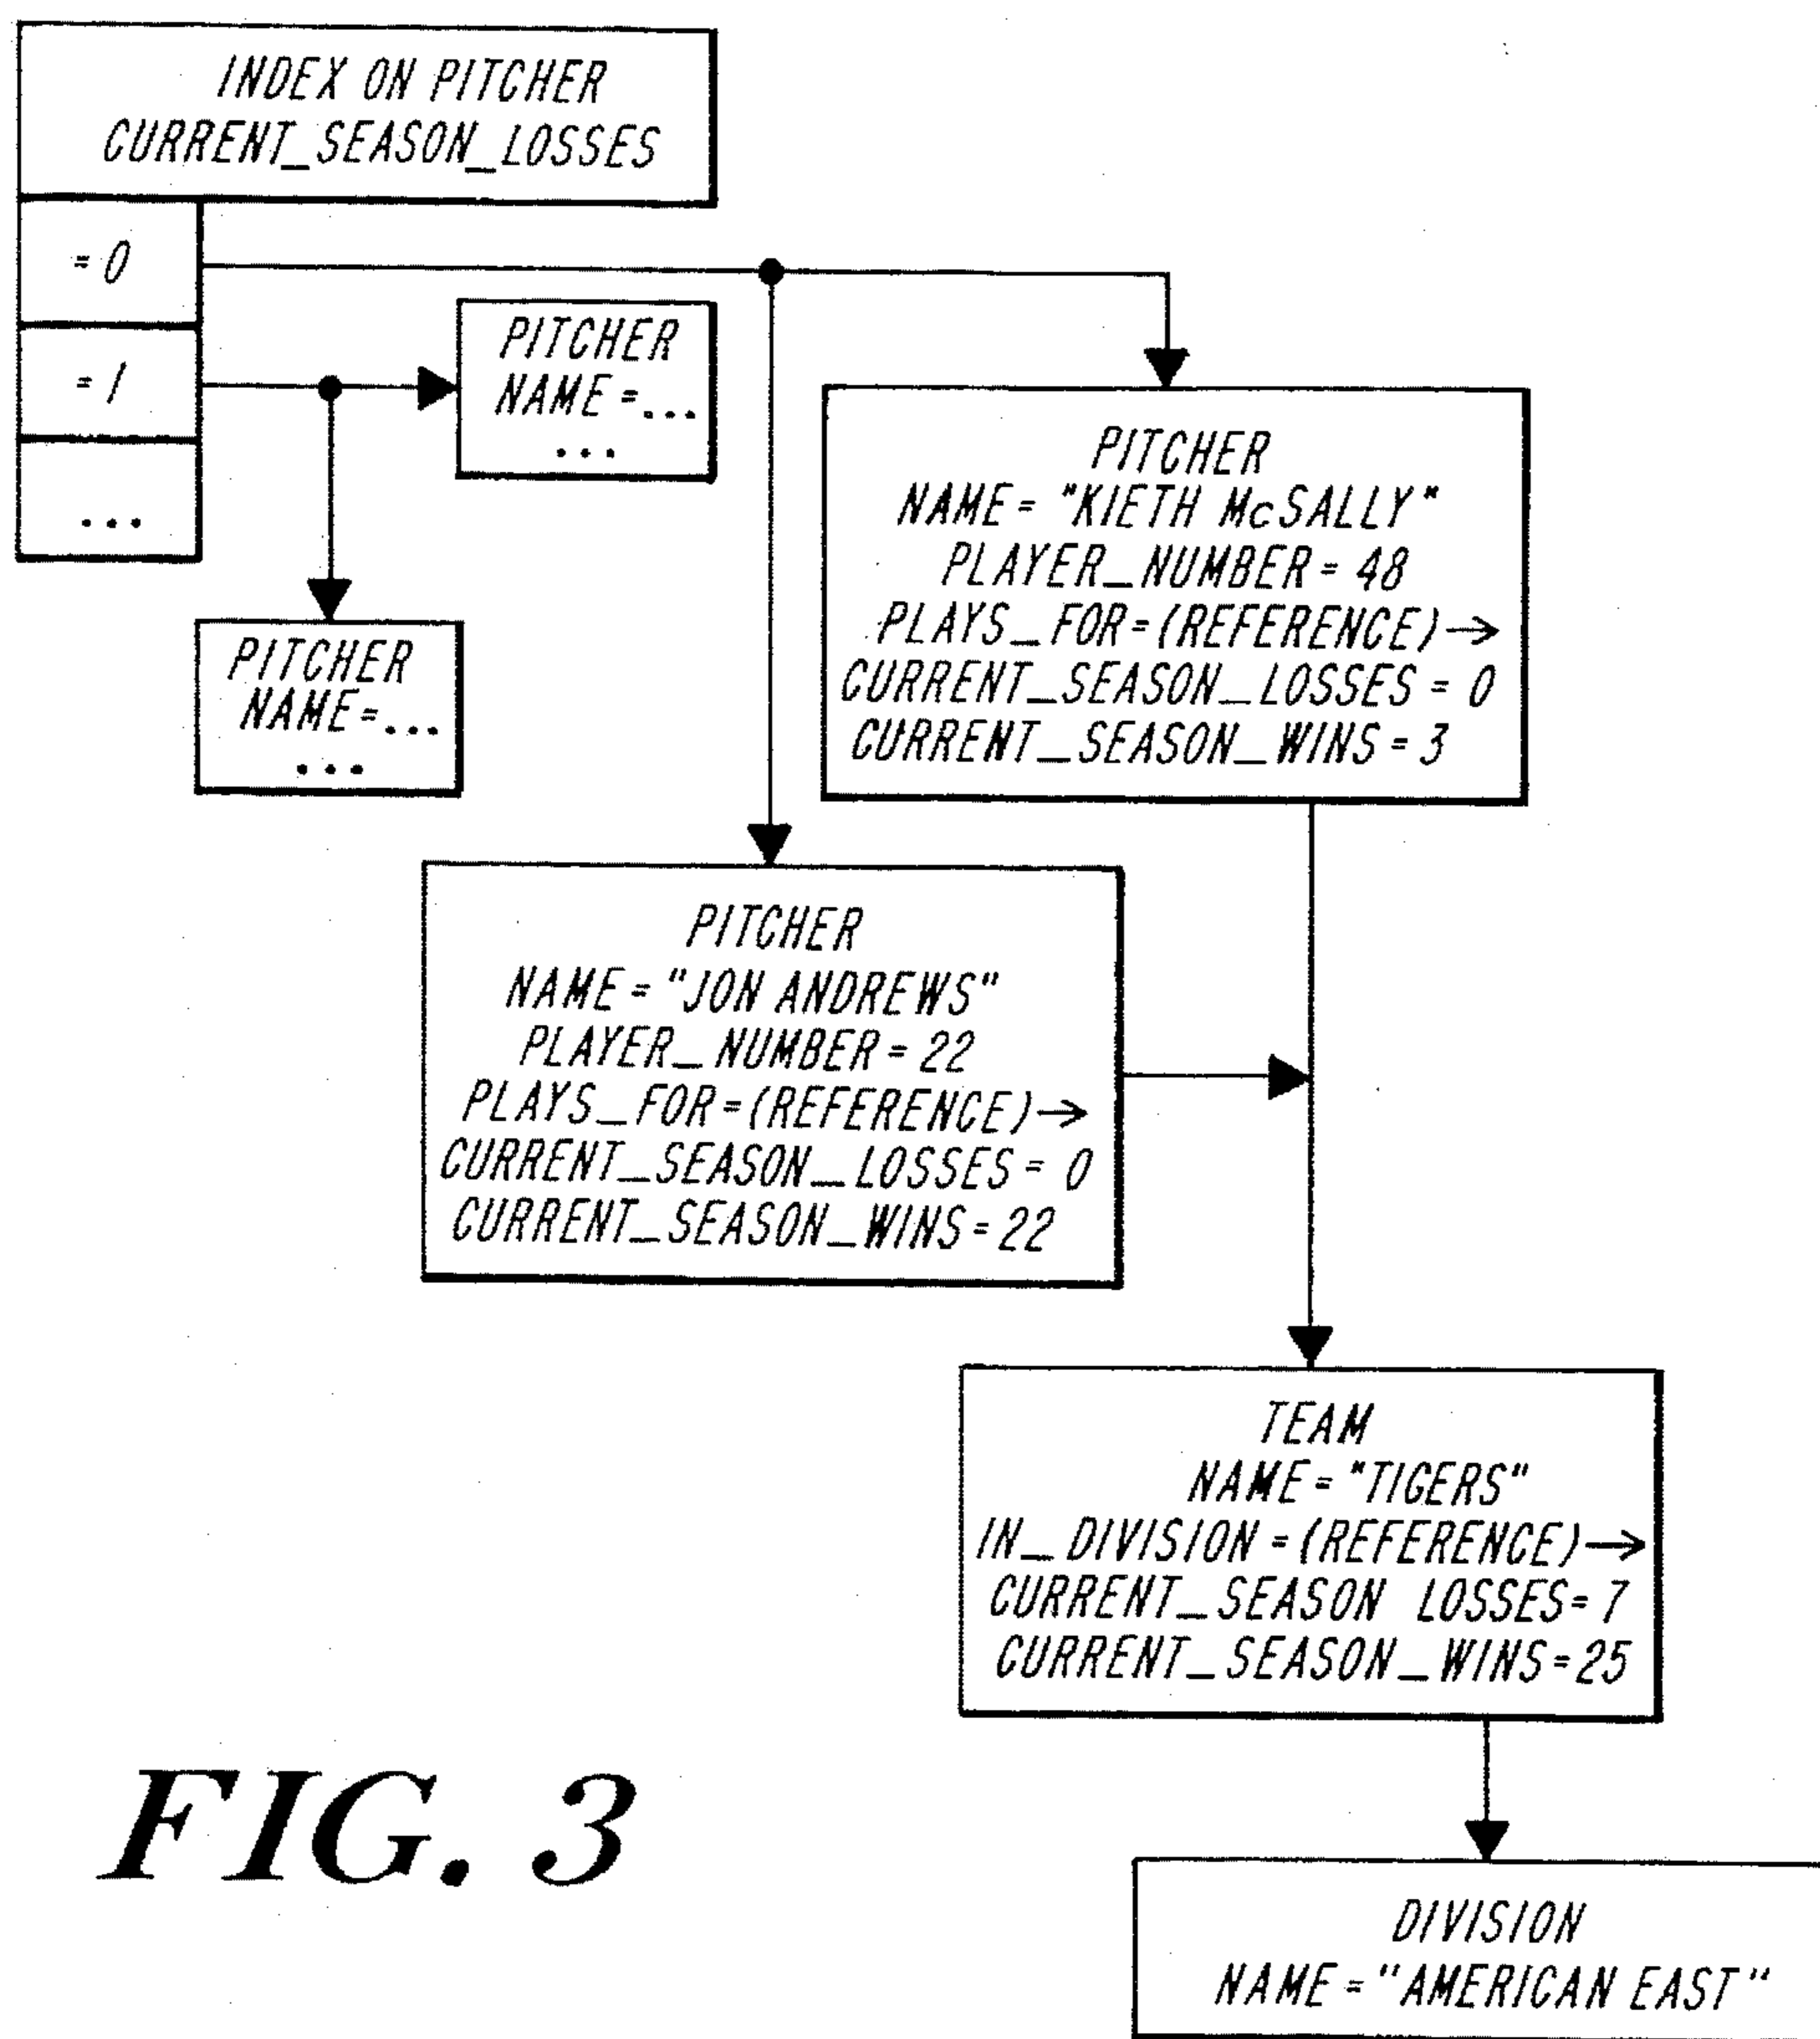 INDEX ON PITCHER
CURRENT_SEASON_LOSSES
= 0
= 1
...
PITCHER
NAME =...
...
PITCHER
NAME=...
...
PITCHER
NAME = "KIETH McSALLY"
PLAYER_NUMBER = 48
PLAYS_FOR=(REFERENCE)→
CURRENT_SEASON_LOSSES = 0
CURRENT_SEASON_WINS = 3
PITCHER
NAME = "JON ANDREWS"
PLAYER_NUMBER = 22
PLAYS_FOR=(REFERENCE)→
CURRENT_SEASON_LOSSES = 0
CURRENT_SEASON_WINS = 22
TEAM
NAME = "TIGERS"
IN_DIVISION = (REFERENCE)→
CURRENT_SEASON LOSSES = 7
CURRENT_SEASON_WINS = 25
DIVISION
NAME = "AMERICAN EAST"
FIG. 3